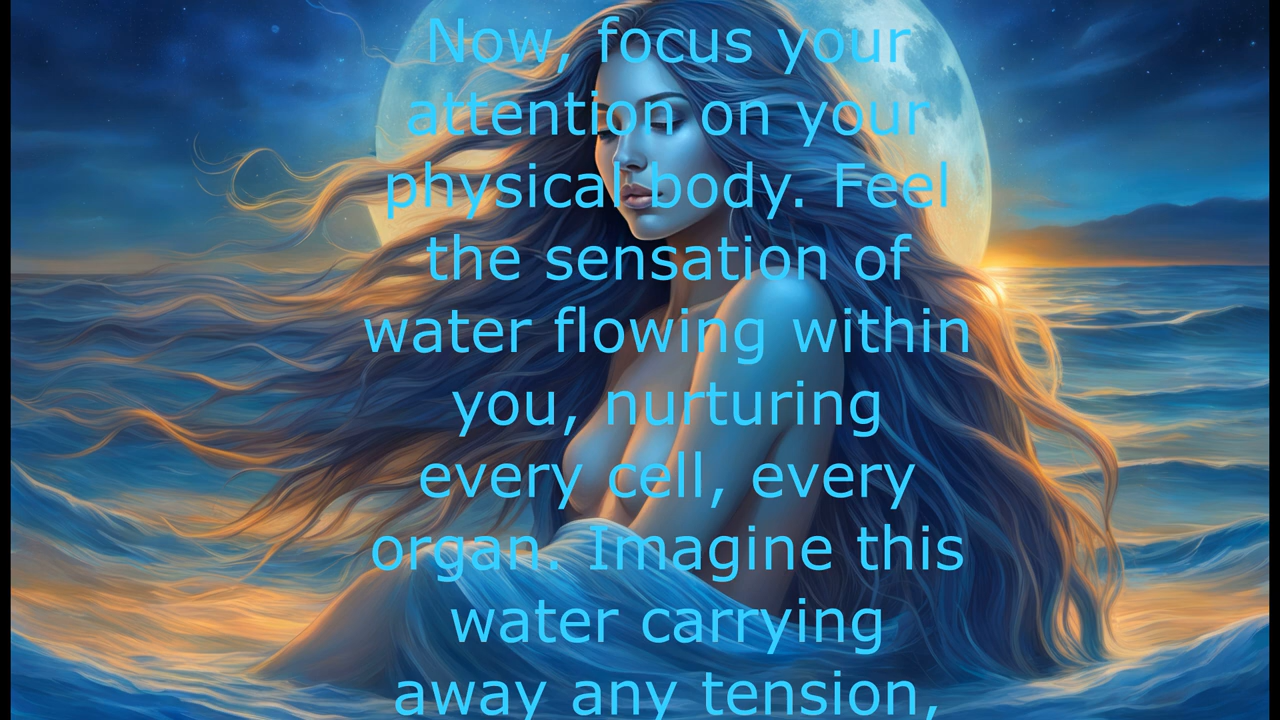 Now, focus your
attention on your
physical body. Feel
the sensation of
water flowing within
you, nurturing
every cell, every
organ. Imagine this
water carrying
away any tension,